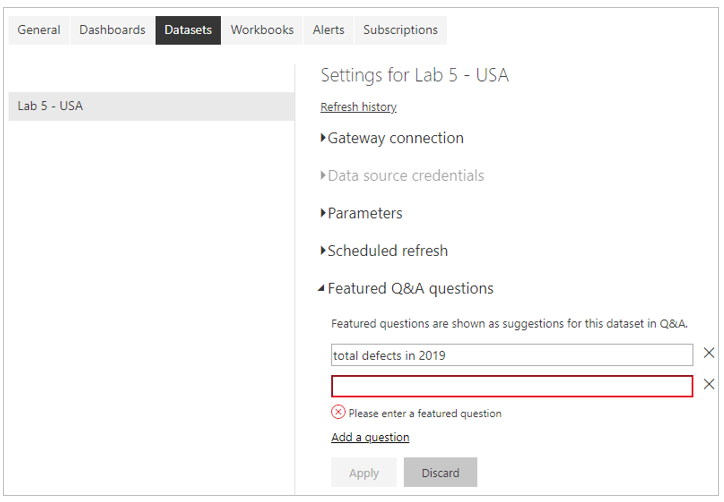 General Dashboards Datasets Workbooks Alerts Subscriptions
Settings for Lab 5 - USA
Lab 5 - USA
Refresh history
Gateway connection
Data source credentials
Parameters
Scheduled refresh
Featured Q&A questions
Featured questions are shown as suggestions for this dataset in Q&A.
total defects in 2019
Please enter a featured question
Add a question
Apply Discard